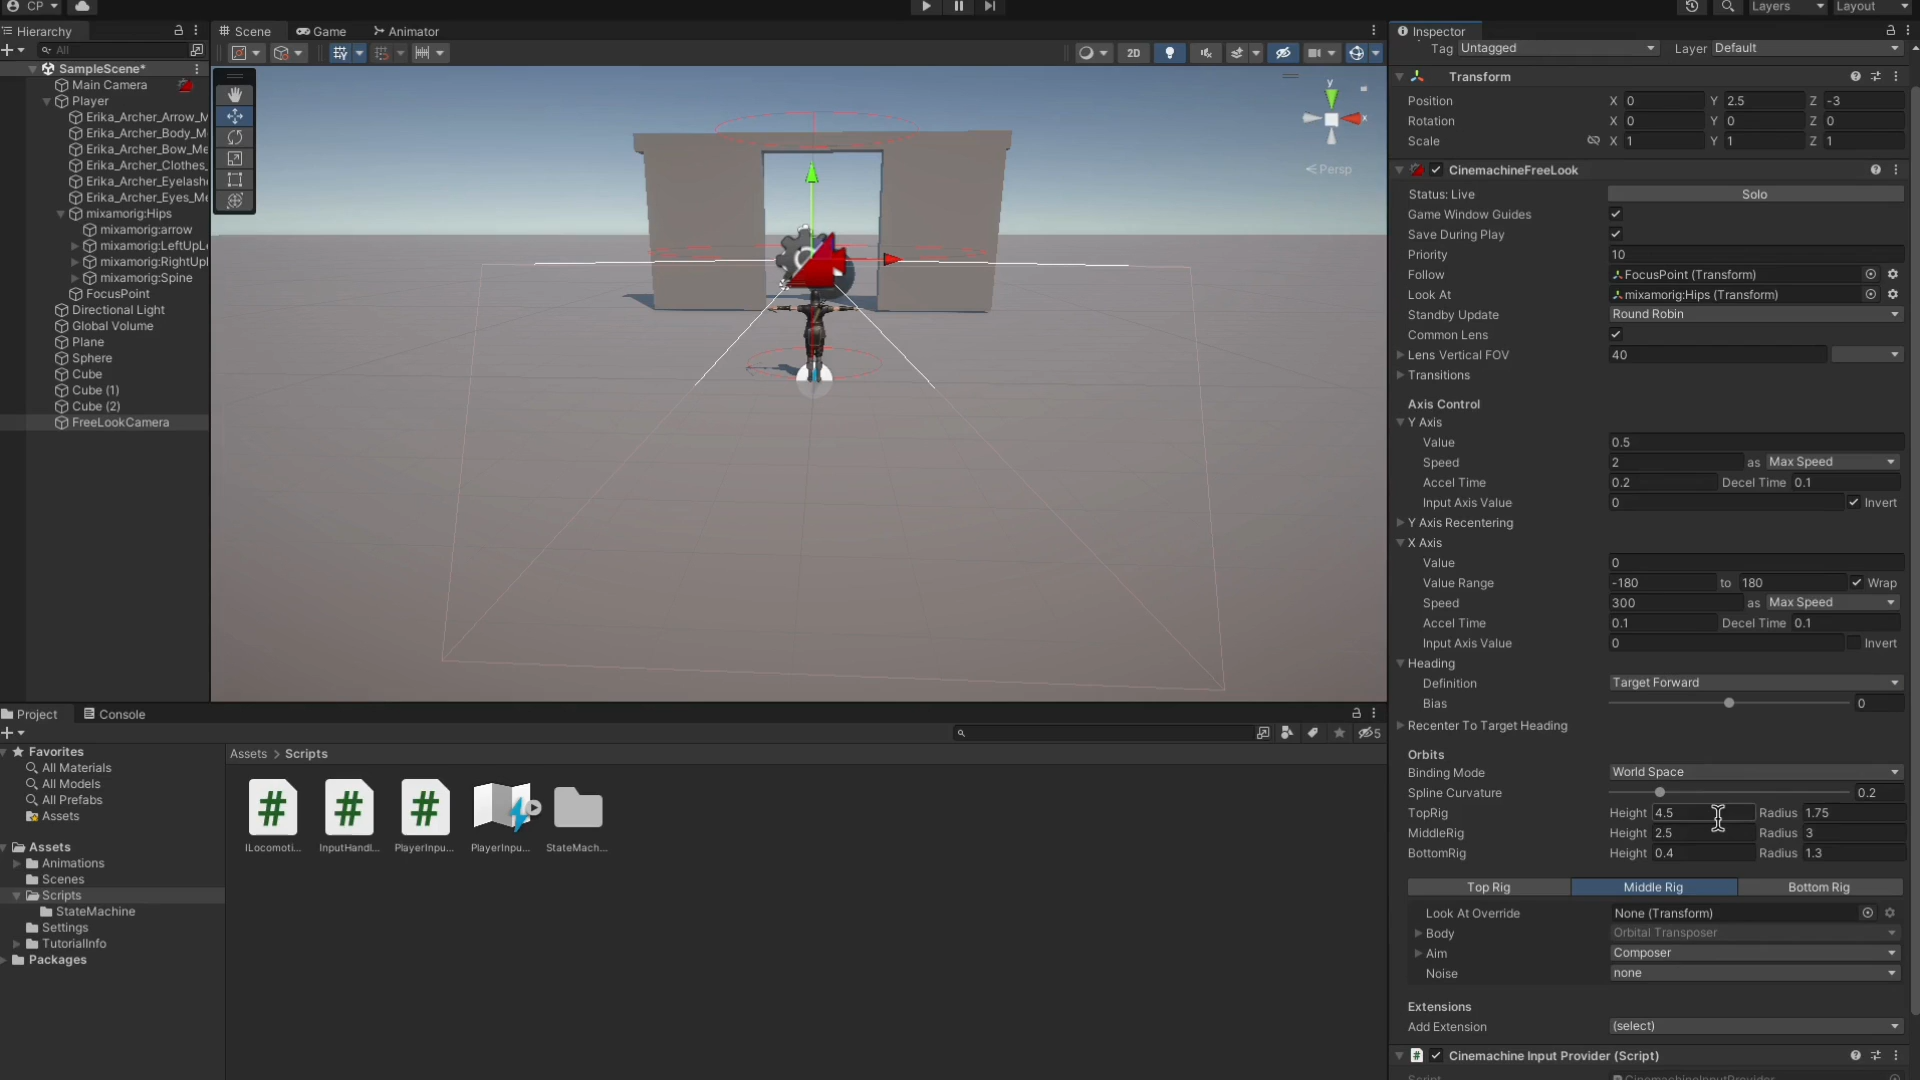 CP
Layers
Layout
Hierarchy
All
SampleScene*
Main Camera
Player
Erika_Archer_Arrow_M
Erika_Archer_Body_M
Erika_Archer_Bow_Me
Erika_Archer_Clothes_
Erika_Archer_Eyelash
Erika_Archer_Eyes_Me
mixamorig:Hips
mixamorig:arrow
mixamorig:LeftUpL
mixamorig:RightUp
mixamorig:Spine
FocusPoint
Directional Light
Global Volume
Plane
Sphere
Cube
Cube (1)
Cube (2)
FreeLookCamera
Scene Game Animator
2D
y
x
Persp
Inspector
Tag Untagged Layer Default
Transform
Position X 0 Y 2.5 Z -3
Rotation X 0 Y 0 Z 0
Scale X 1 Y 1 Z 1
CinemachineFreeLook
Status: Live Solo
Game Window Guides
Save During Play
Priority 10
Follow FocusPoint (Transform)
Look At mixamorig:Hips (Transform)
Standby Update Round Robin
Common Lens
Lens Vertical FOV 40
Transitions
Axis Control
Y Axis
Value 0.5
Speed 2 as Max Speed
Accel Time 0.2 Decel Time 0.1
Input Axis Value 0 Invert
Y Axis Recentering
X Axis
Value 0
Value Range -180 to 180 Wrap
Speed 300 as Max Speed
Accel Time 0.1 Decel Time 0.1
Input Axis Value 0 Invert
Heading
Definition Target Forward
Bias 0
Recenter To Target Heading
Orbits
Binding Mode World Space
Spline Curvature 0.2
TopRig Height 4.5 Radius 1.75
MiddleRig Height 2.5 Radius 3
BottomRig Height 0.4 Radius 1.3
Top Rig Middle Rig Bottom Rig
Look At Override None (Transform)
Body Orbital Transposer
Aim Composer
Noise none
Extensions
Add Extension (select)
Cinemachine Input Provider (Script)
Project Console
5
Favorites
All Materials
All Models
All Prefabs
Assets
Assets
Animations
Scenes
Scripts
StateMachine
Settings
TutorialInfo
Packages
Assets > Scripts
ILocomoti... InputHandl... PlayerInpu... PlayerInpu... StateMach...